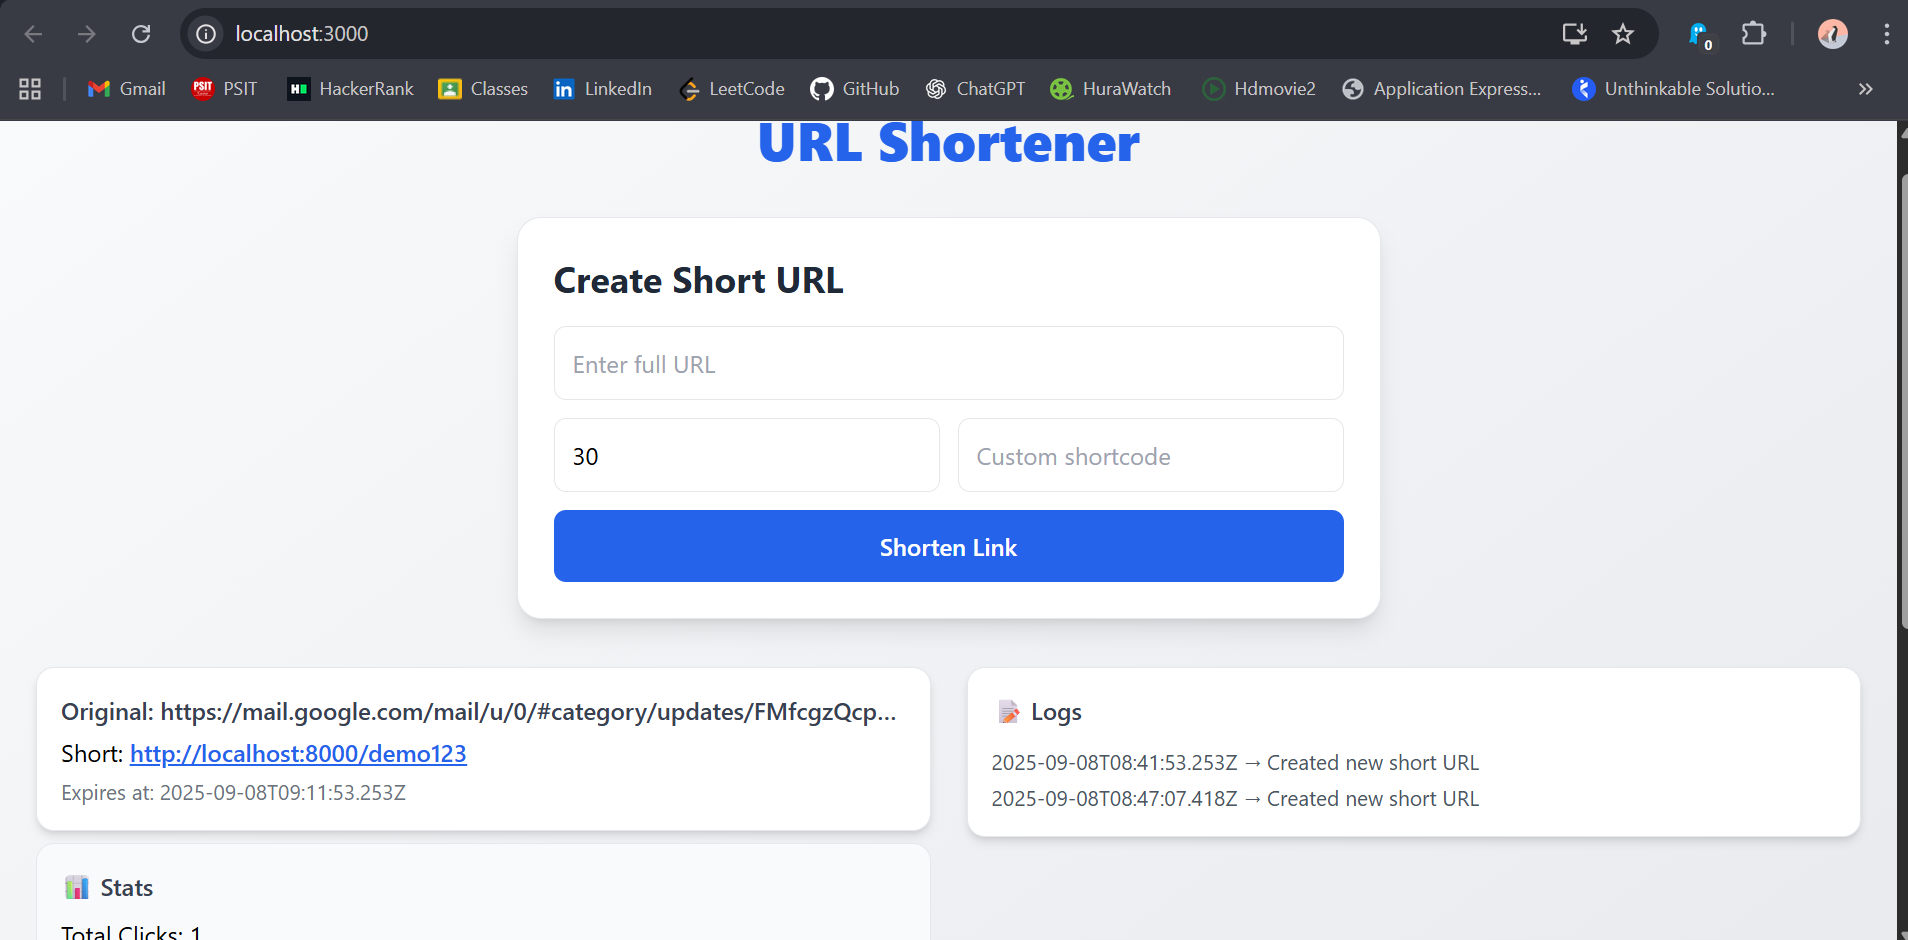 localhost:3000
0
Gmail PSIT HackerRank Classes LinkedIn LeetCode GitHub ChatGPT HuraWatch Hdmovie2 Application Express... Unthinkable Solutio...
URL Shortener
Create Short URL
Enter full URL
30 Custom shortcode
Shorten Link
Original: https://mail.google.com/mail/u/0/#category/updates/FMfcgzQcp...
Short: http://localhost:8000/demo123
Expires at: 2025-09-08T09:11:53.253Z
Logs
2025-09-08T08:41:53.253Z → Created new short URL
2025-09-08T08:47:07.418Z → Created new short URL
Stats
Total Clicks: 1